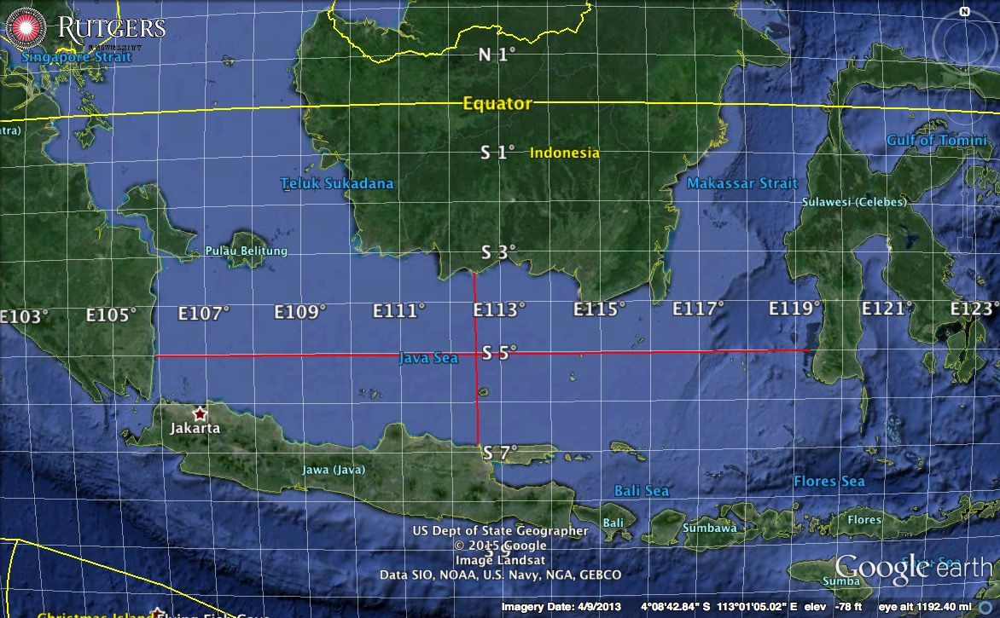 RUTGERS
UNIVERSITY
N
Singapore Strait
N 1°
Equator
Gulf of Tomini
S 1°
Indonesia
Teluk Sukadana
Makassar Strait
Sulawesi (Celebes)
Pulau Belitung
S 3°
E103°
E105°
E107°
E109°
E111°
E113°
E115°
E117°
E119°
E121°
E123°
Java Sea
S 5°
Jakarta
S 7°
Jawa (Java)
Flores Sea
Bali Sea
Bali
Sumbawa
Flores
US Dept of State Geographer
© 2015 Google
S 9°
Image Landsat
Data SIO, NOAA, U.S. Navy, NGA, GEBCO
Google earth
Sumba
Christmas Island
Imagery Date: 4/9/2013 4°08'42.84" S 113°01'05.02" E elev -78 ft eye alt 1192.40 mi